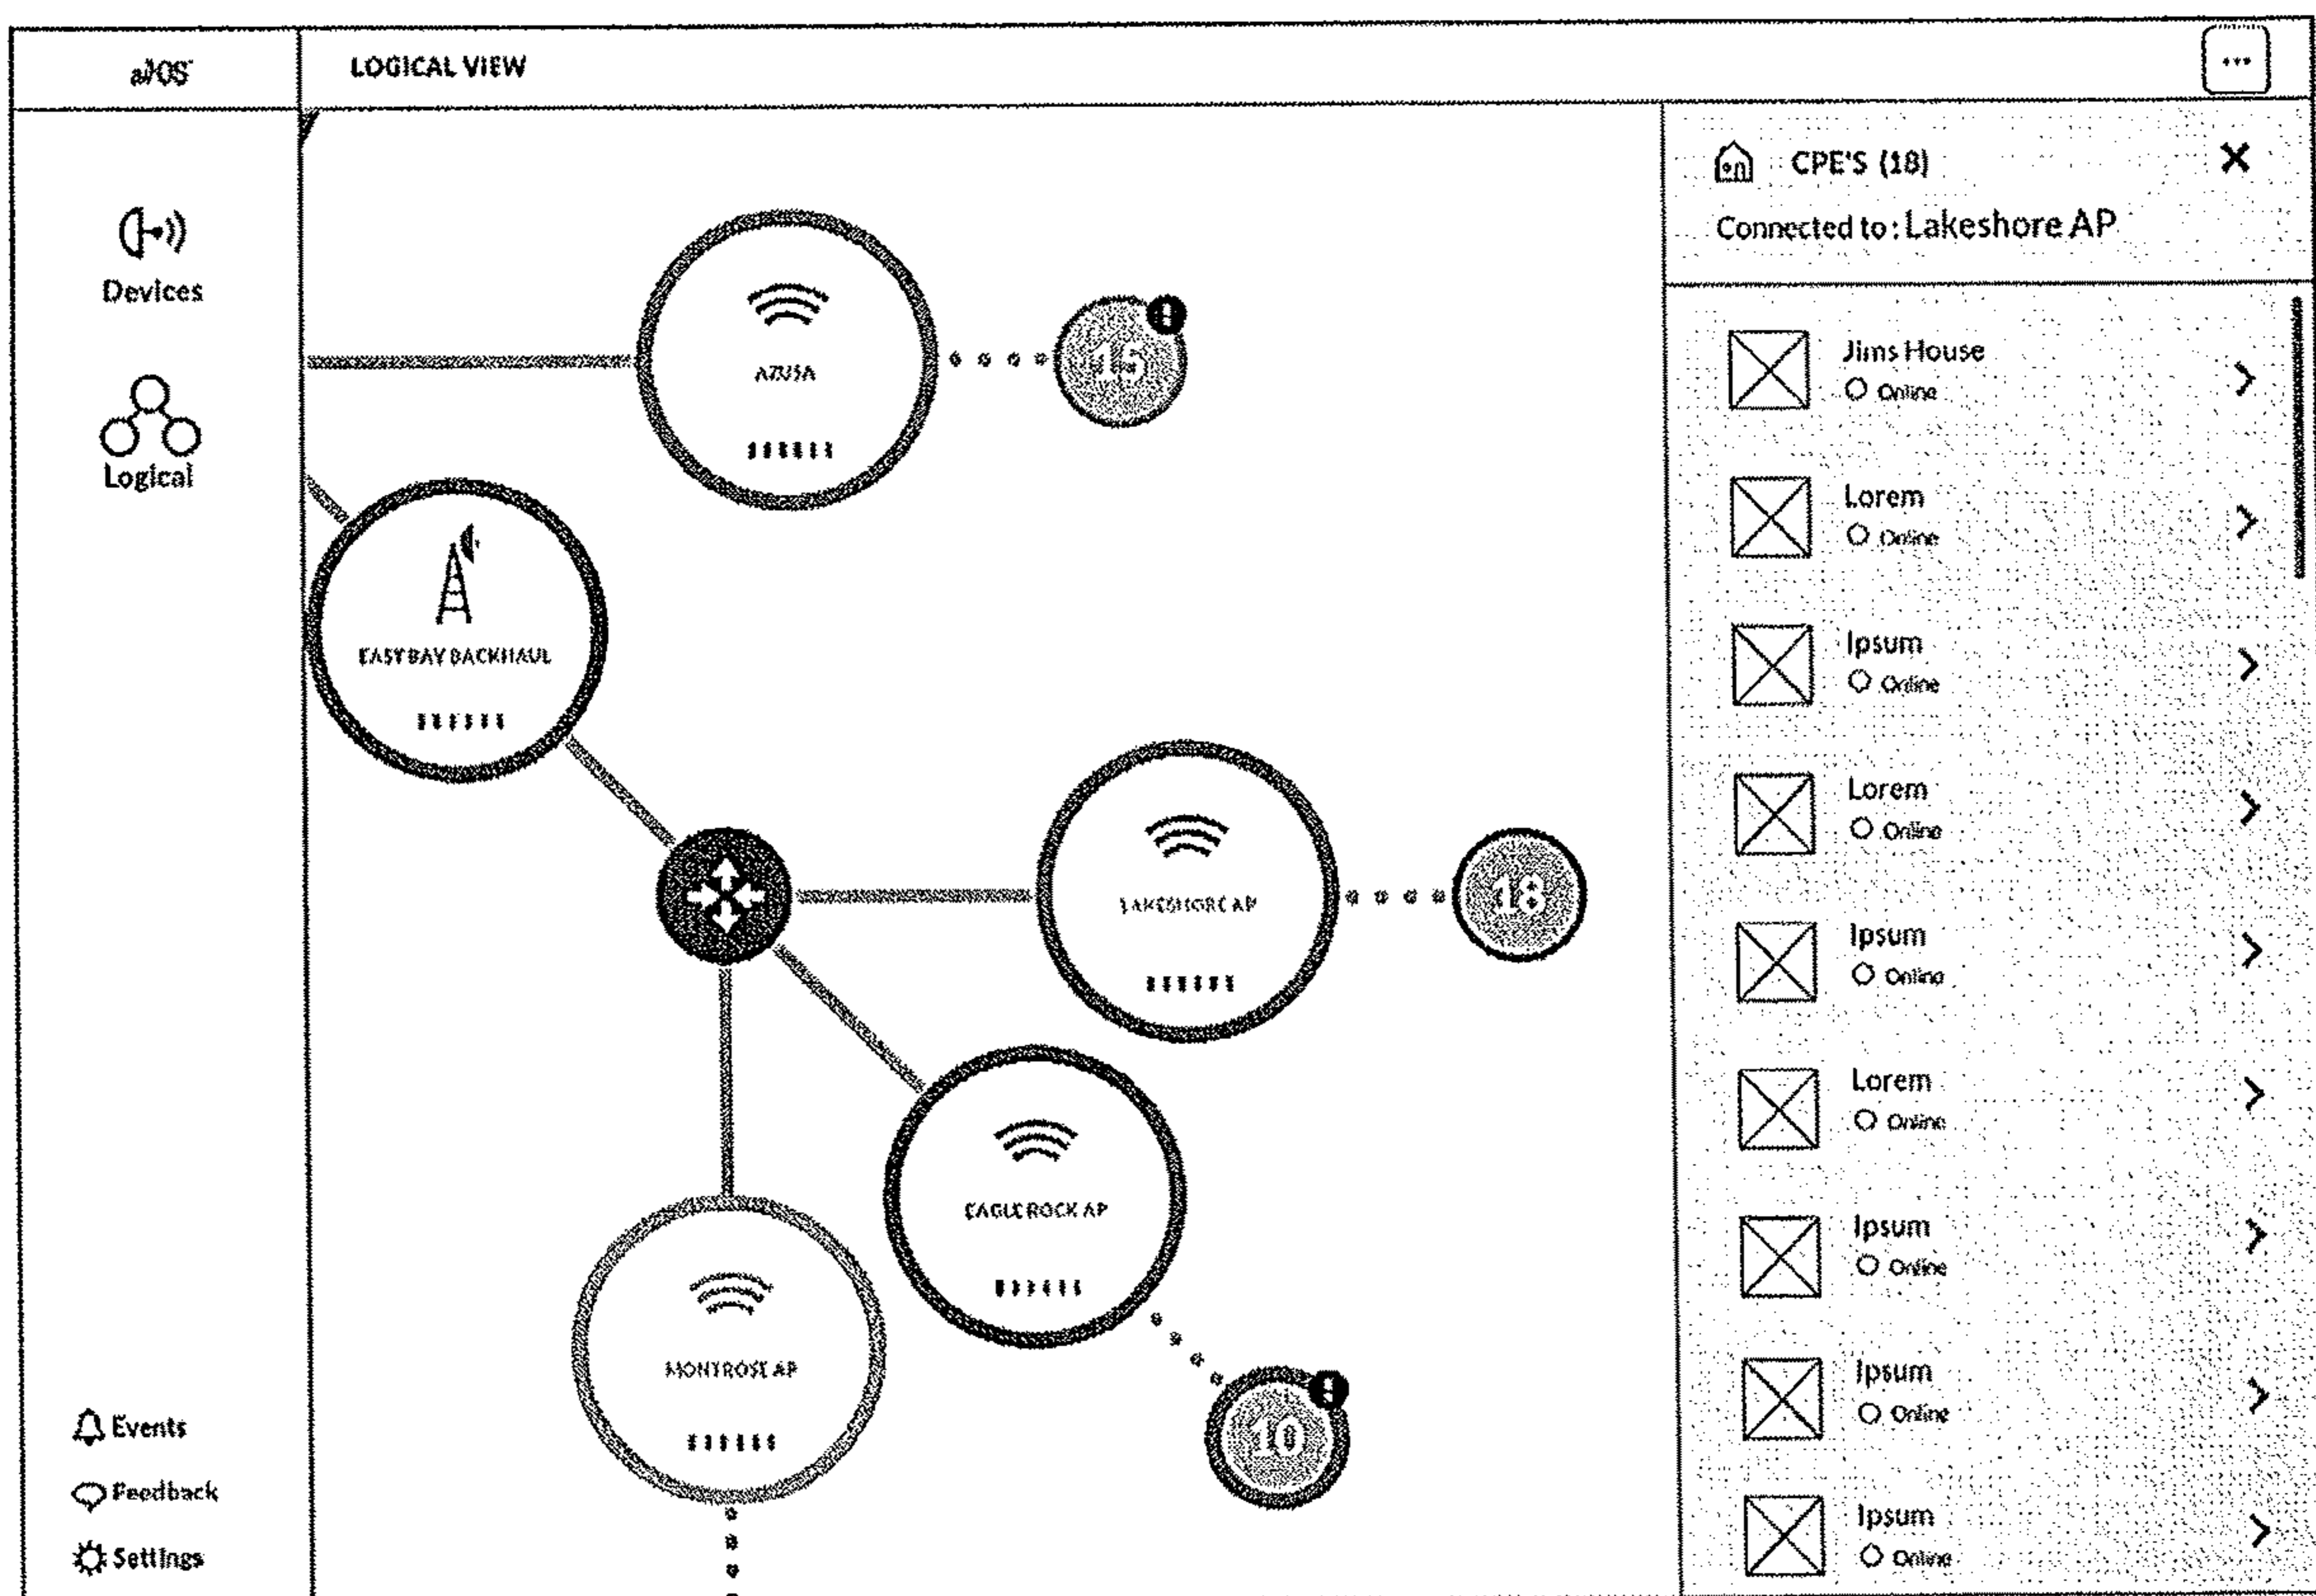 LOGICAL VIEW
...
Devices
Logical
Events
Feedback
Settings
AZUSA
15
EAST BAY BACKHAUL
LAKESHORE AP
18
EAGLE ROCK AP
10
MONTROSE AP
CPE'S (18)
Connected to: Lakeshore AP
Jims House
Online
Lorem
Online
Ipsum
Online
Lorem
Online
Ipsum
Online
Lorem
Online
Ipsum
Online
Ipsum
Online
Ipsum
Online